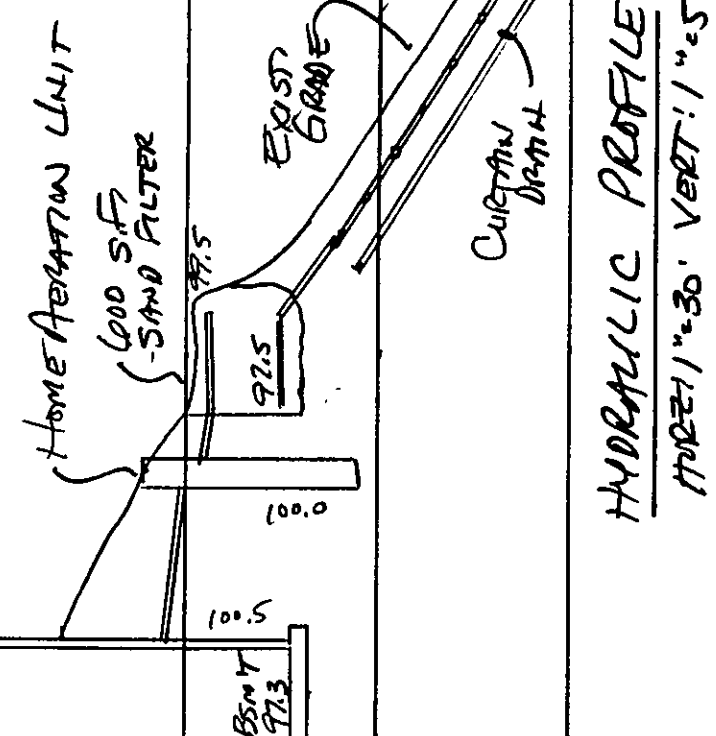 HOME AERATION UNIT
600 S.F.
SAND FILTER
99.5
EXIST.
GRADE
97.5
CURTAIN
DRAIN
100.0
100.5
BSMT
97.3
HYDRAULIC PROFILE
HORZ: 1"=30' VERT: 1"=5